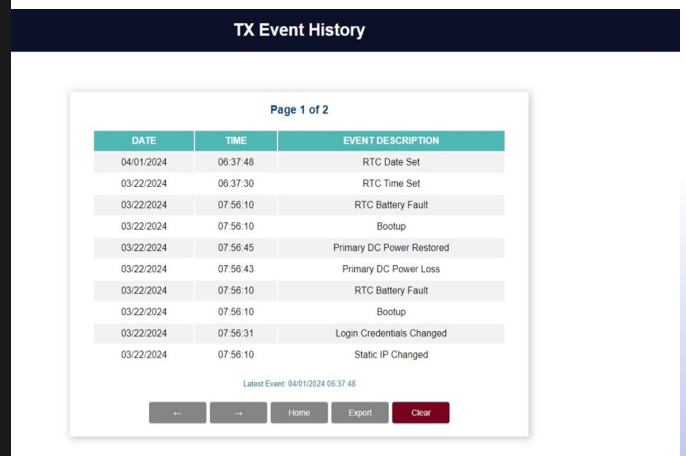 TX Event History
Page 1 of 2
DATE TIME EVENT DESCRIPTION
04/01/2024 06:37:48 RTC Date Set
03/22/2024 06:37:30 RTC Time Set
03/22/2024 07:56:10 RTC Battery Fault
03/22/2024 07:56:10 Bootup
03/22/2024 07:56:45 Primary DC Power Restored
03/22/2024 07:56:43 Primary DC Power Loss
03/22/2024 07:56:10 RTC Battery Fault
03/22/2024 07:56:10 Bootup
03/22/2024 07:56:31 Login Credentials Changed
03/22/2024 07:56:10 Static IP Changed
Latest Event: 04/01/2024 06:37:48
← → Home Export Clear